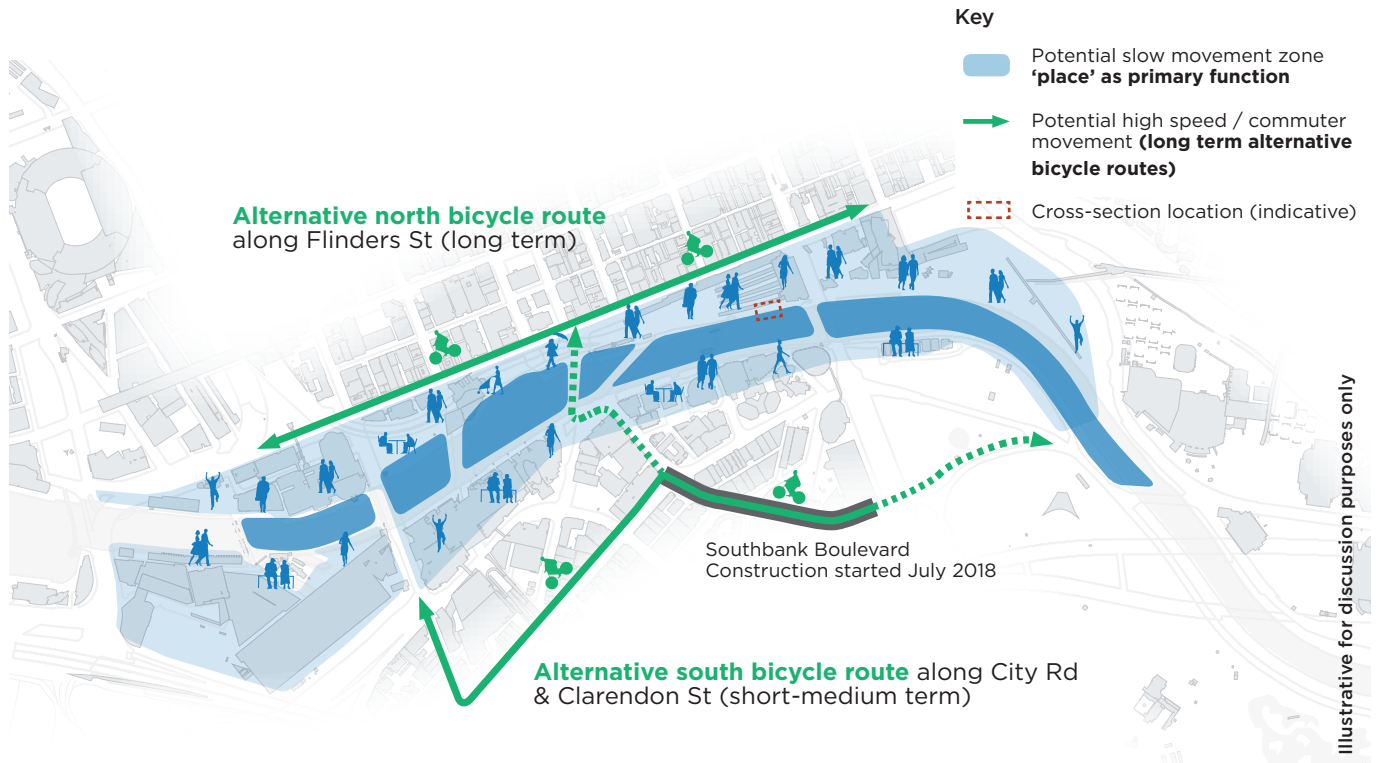 Key
Potential slow movement zone
‘place’ as primary function
Potential high speed / commuter
movement (long term alternative
bicycle routes)
Cross-section location (indicative)
Alternative north bicycle route
along Flinders St (long term)
Southbank Boulevard
Construction started July 2018
Alternative south bicycle route along City Rd
& Clarendon St (short-medium term)
Illustrative for discussion purposes only